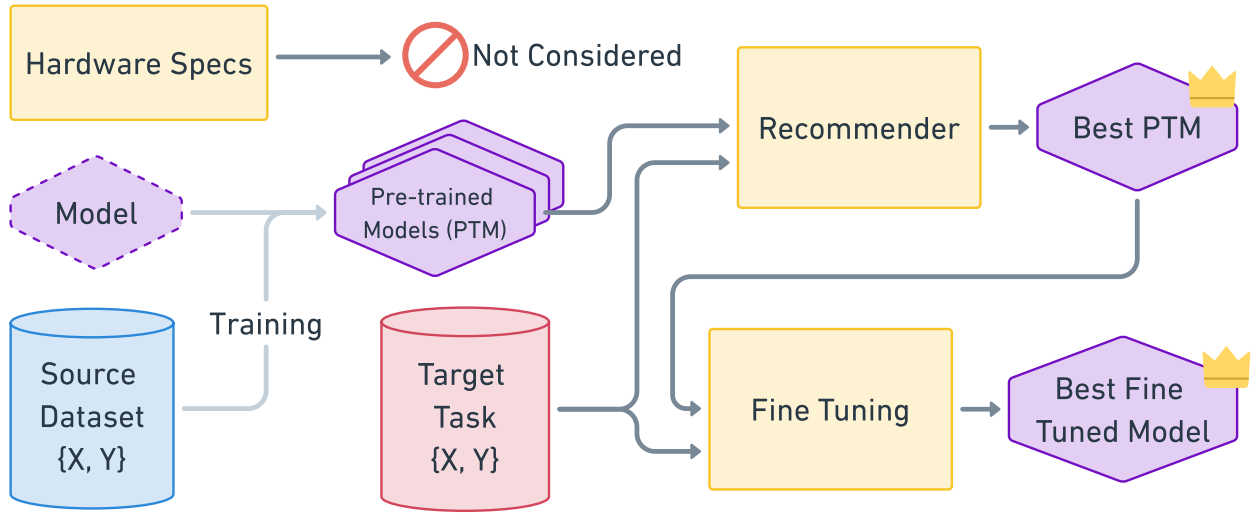 Hardware Specs
Not Considered
Recommender
Best PTM
Model
Pre-trained
Models (PTM)
Training
Source
Dataset
{X, Y}
Target
Task
{X, Y}
Fine Tuning
Best Fine
Tuned Model